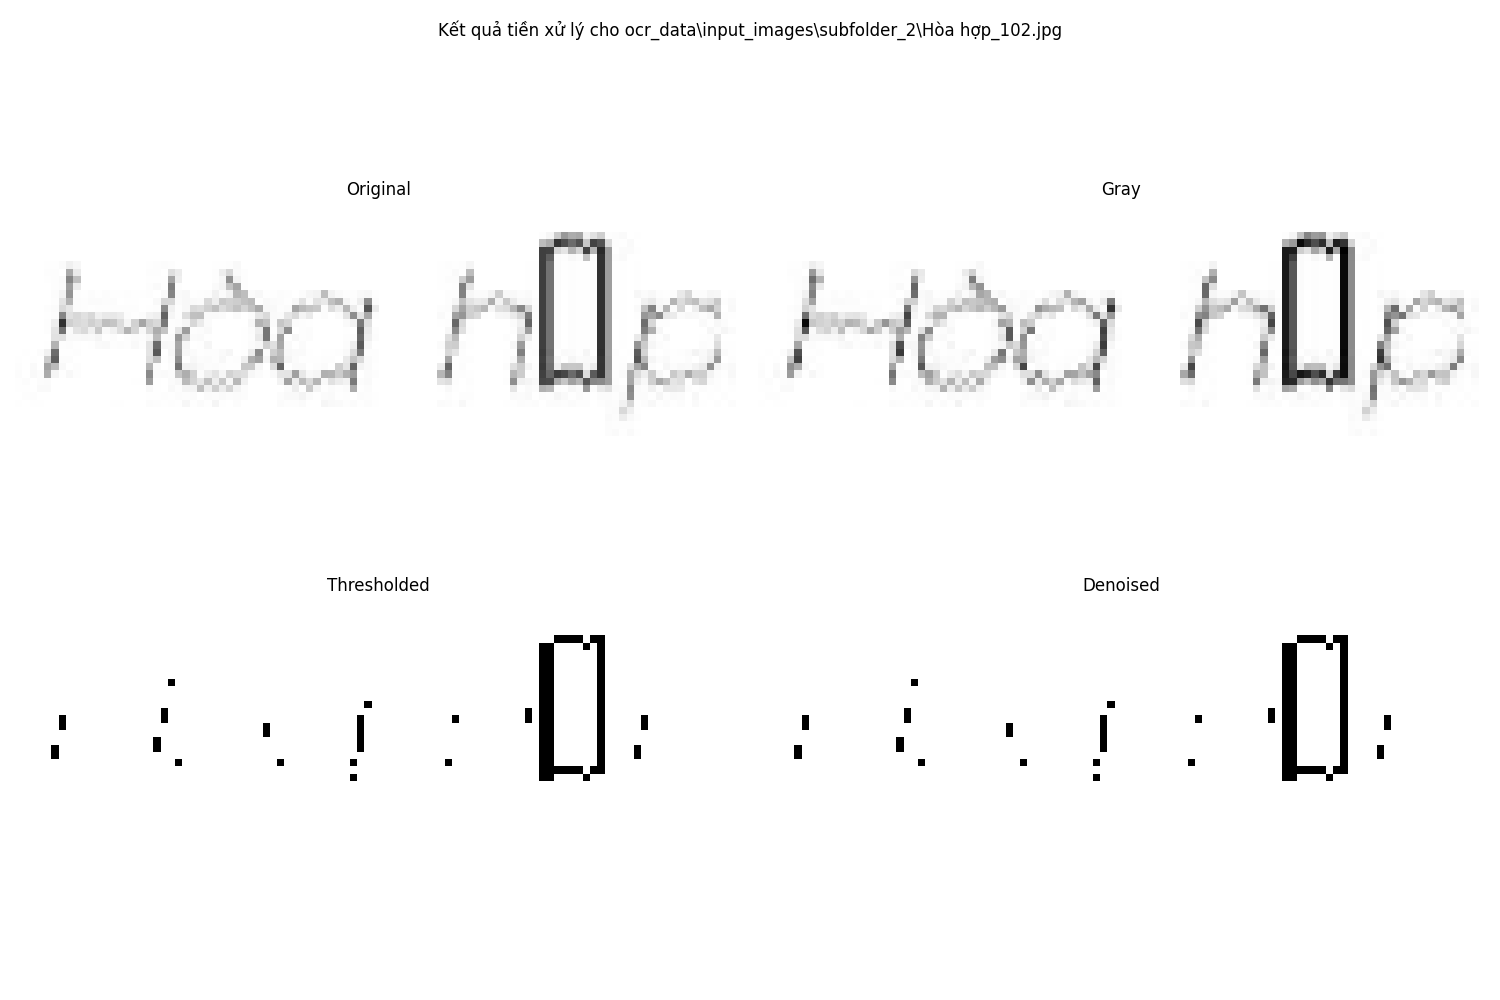 Kết quả tiền xử lý cho ocr_data\input_images\subfolder_2\Hòa hợp_102.jpg
Original
Gray
Hòa h▯p
Hòa h▯p
Thresholded
Denoised